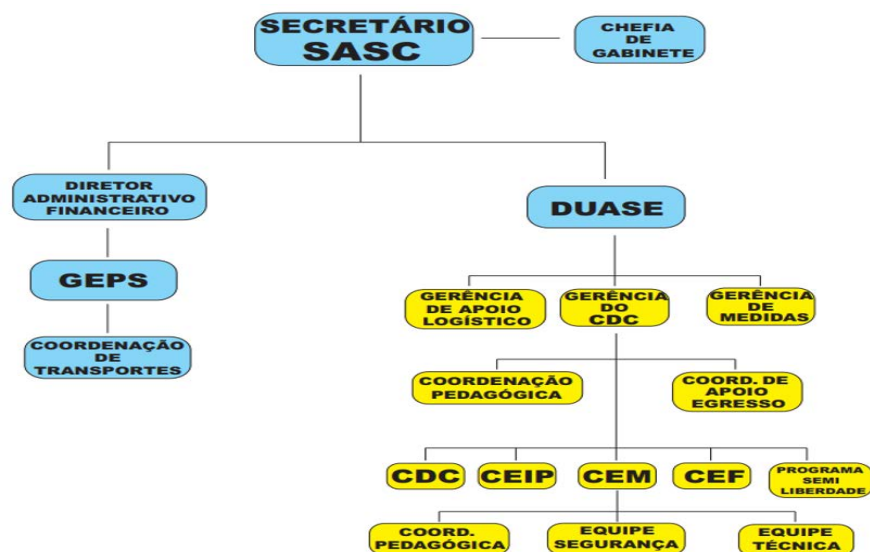 SECRETÁRIO
SASC
CHEFIA
DE
GABINETE
DIRETOR
ADMINISTRATIVO
FINANCEIRO
DUASE
GEPS
GERÊNCIA
DE APOIO
LOGÍSTICO
GERÊNCIA
DO
CDC
GERÊNCIA
DE
MEDIDAS
COORDENAÇÃO
DE
TRANSPORTES
COORDENAÇÃO
PEDAGÓGICA
COORD. DE
APOIO
EGRESSO
CDC
CEIP
CEM
CEF
PROGRAMA
SEMI
LIBERDADE
COORD.
PEDAGÓGICA
EQUIPE
SEGURANÇA
EQUIPE
TÉCNICA